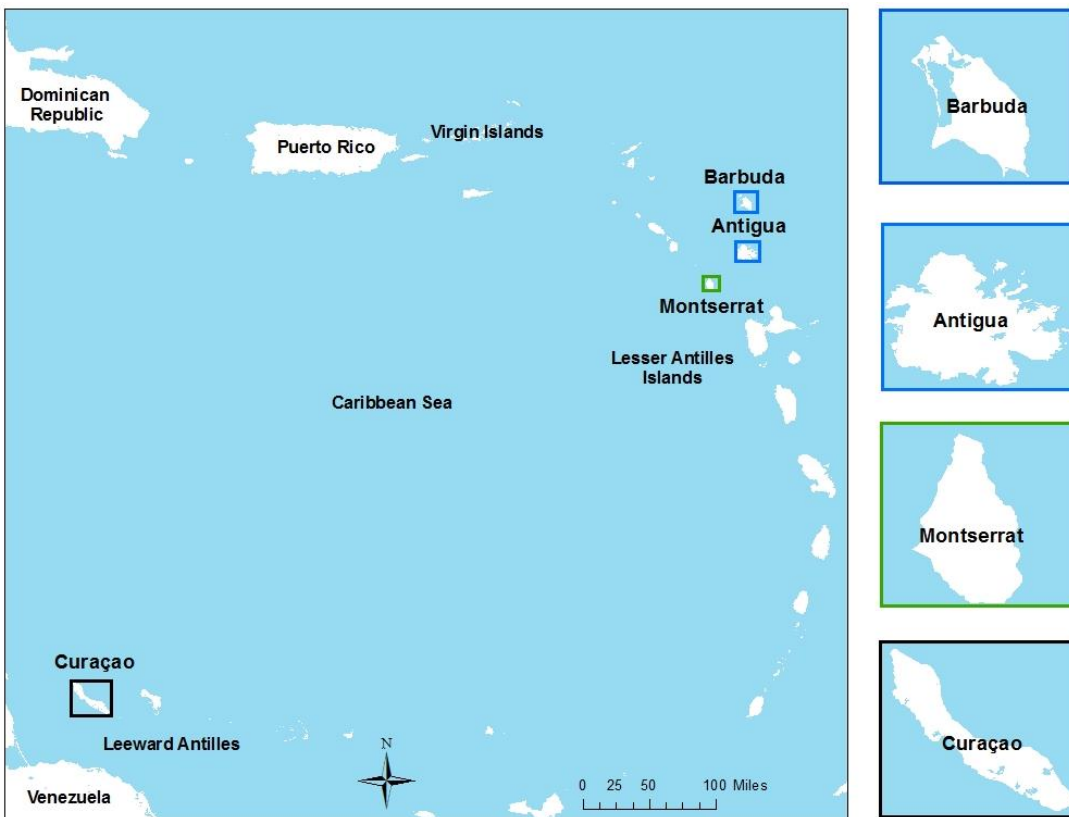 Dominican
Republic
Puerto Rico
Virgin Islands
Barbuda
Antigua
Montserrat
Lesser Antilles
Islands
Caribbean Sea
Curaçao
Leeward Antilles
Venezuela
N
0 25 50 100 Miles
Barbuda
Antigua
Montserrat
Curaçao